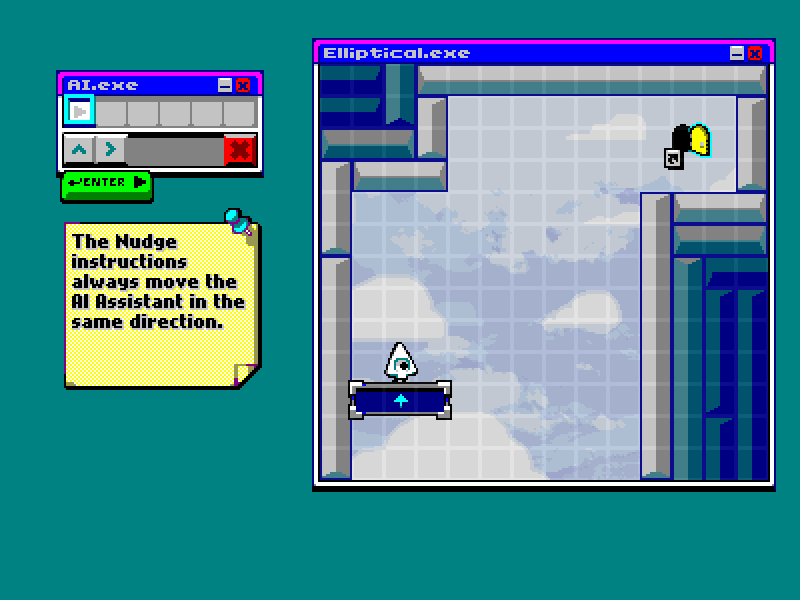 Elliptical.exe
AI.exe
ENTER
The Nudge
instructions
always move the
AI Assistant in the
same direction.